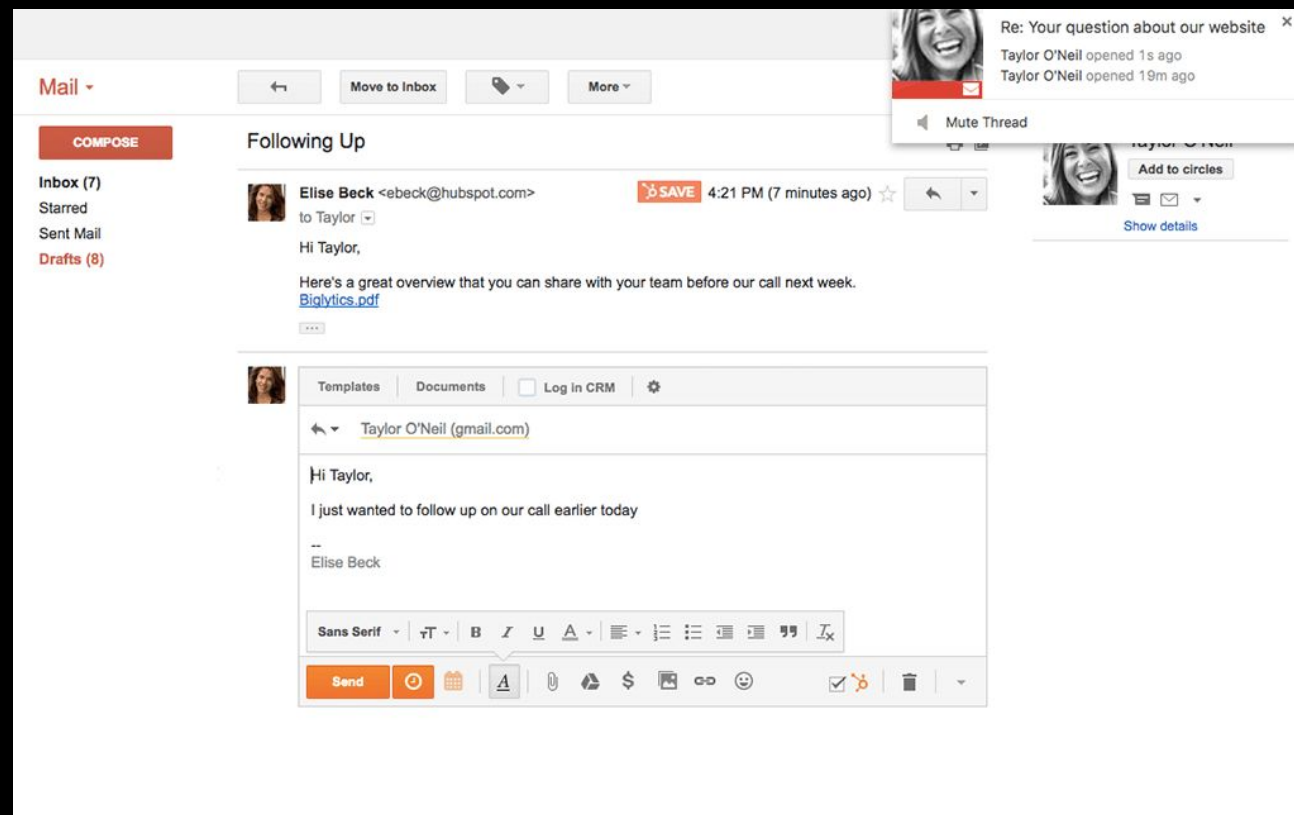 Re: Your question about our website
Taylor O'Neil opened 1s ago
Taylor O'Neil opened 19m ago
Mute Thread
Mail
Move to Inbox
More
COMPOSE
Inbox (7)
Starred
Sent Mail
Drafts (8)
Following Up
Elise Beck <ebeck@hubspot.com>
SAVE 4:21 PM (7 minutes ago)
to Taylor
Hi Taylor,
Here's a great overview that you can share with your team before our call next week.
Biglytics.pdf
Taylor O'Neil
Add to circles
Show details
Templates Documents Log in CRM
Taylor O'Neil (gmail.com)
Hi Taylor,
I just wanted to follow up on our call earlier today
--
Elise Beck
Sans Serif
Send